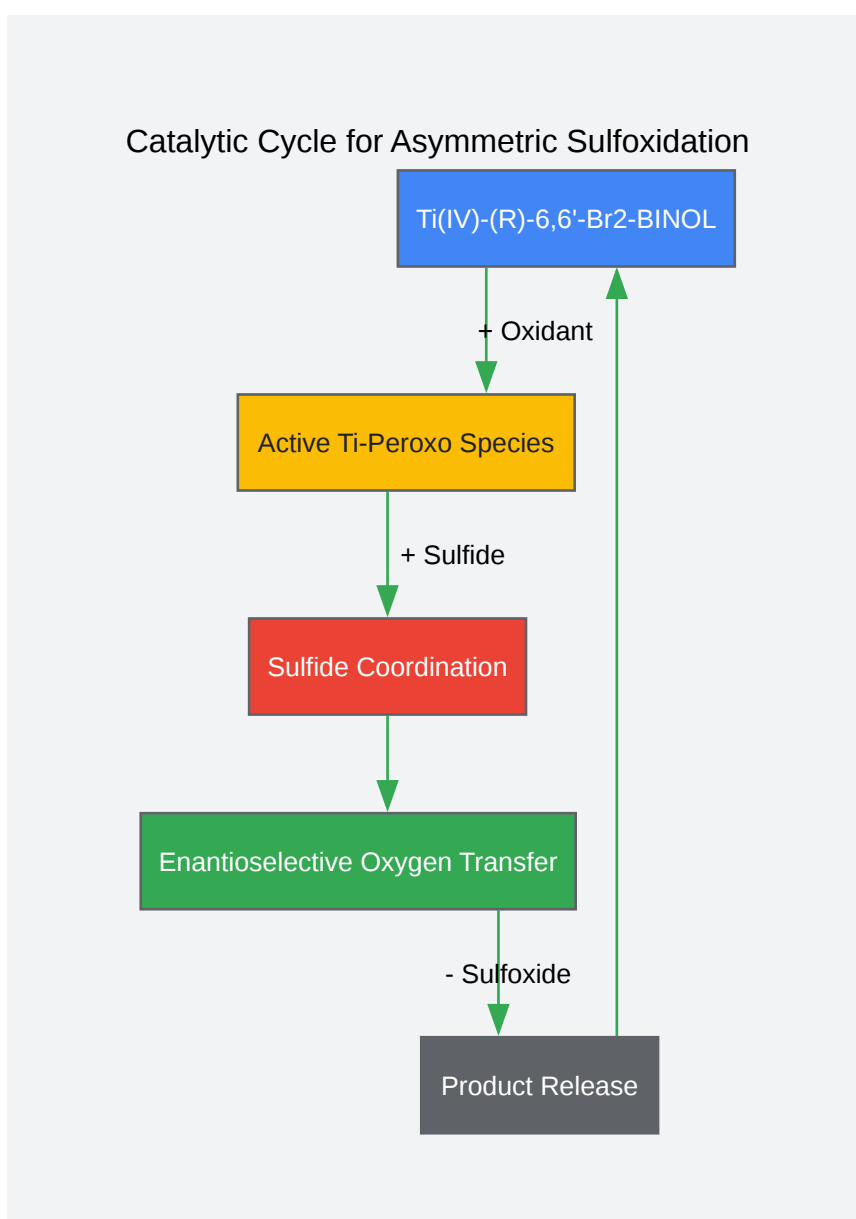 Catalytic Cycle for Asymmetric Sulfoxidation
Ti(IV)-(R)-6,6'-Br2-BINOL
+ Oxidant
Active Ti-Peroxo Species
+ Sulfide
Sulfide Coordination
Enantioselective Oxygen Transfer
- Sulfoxide
Product Release